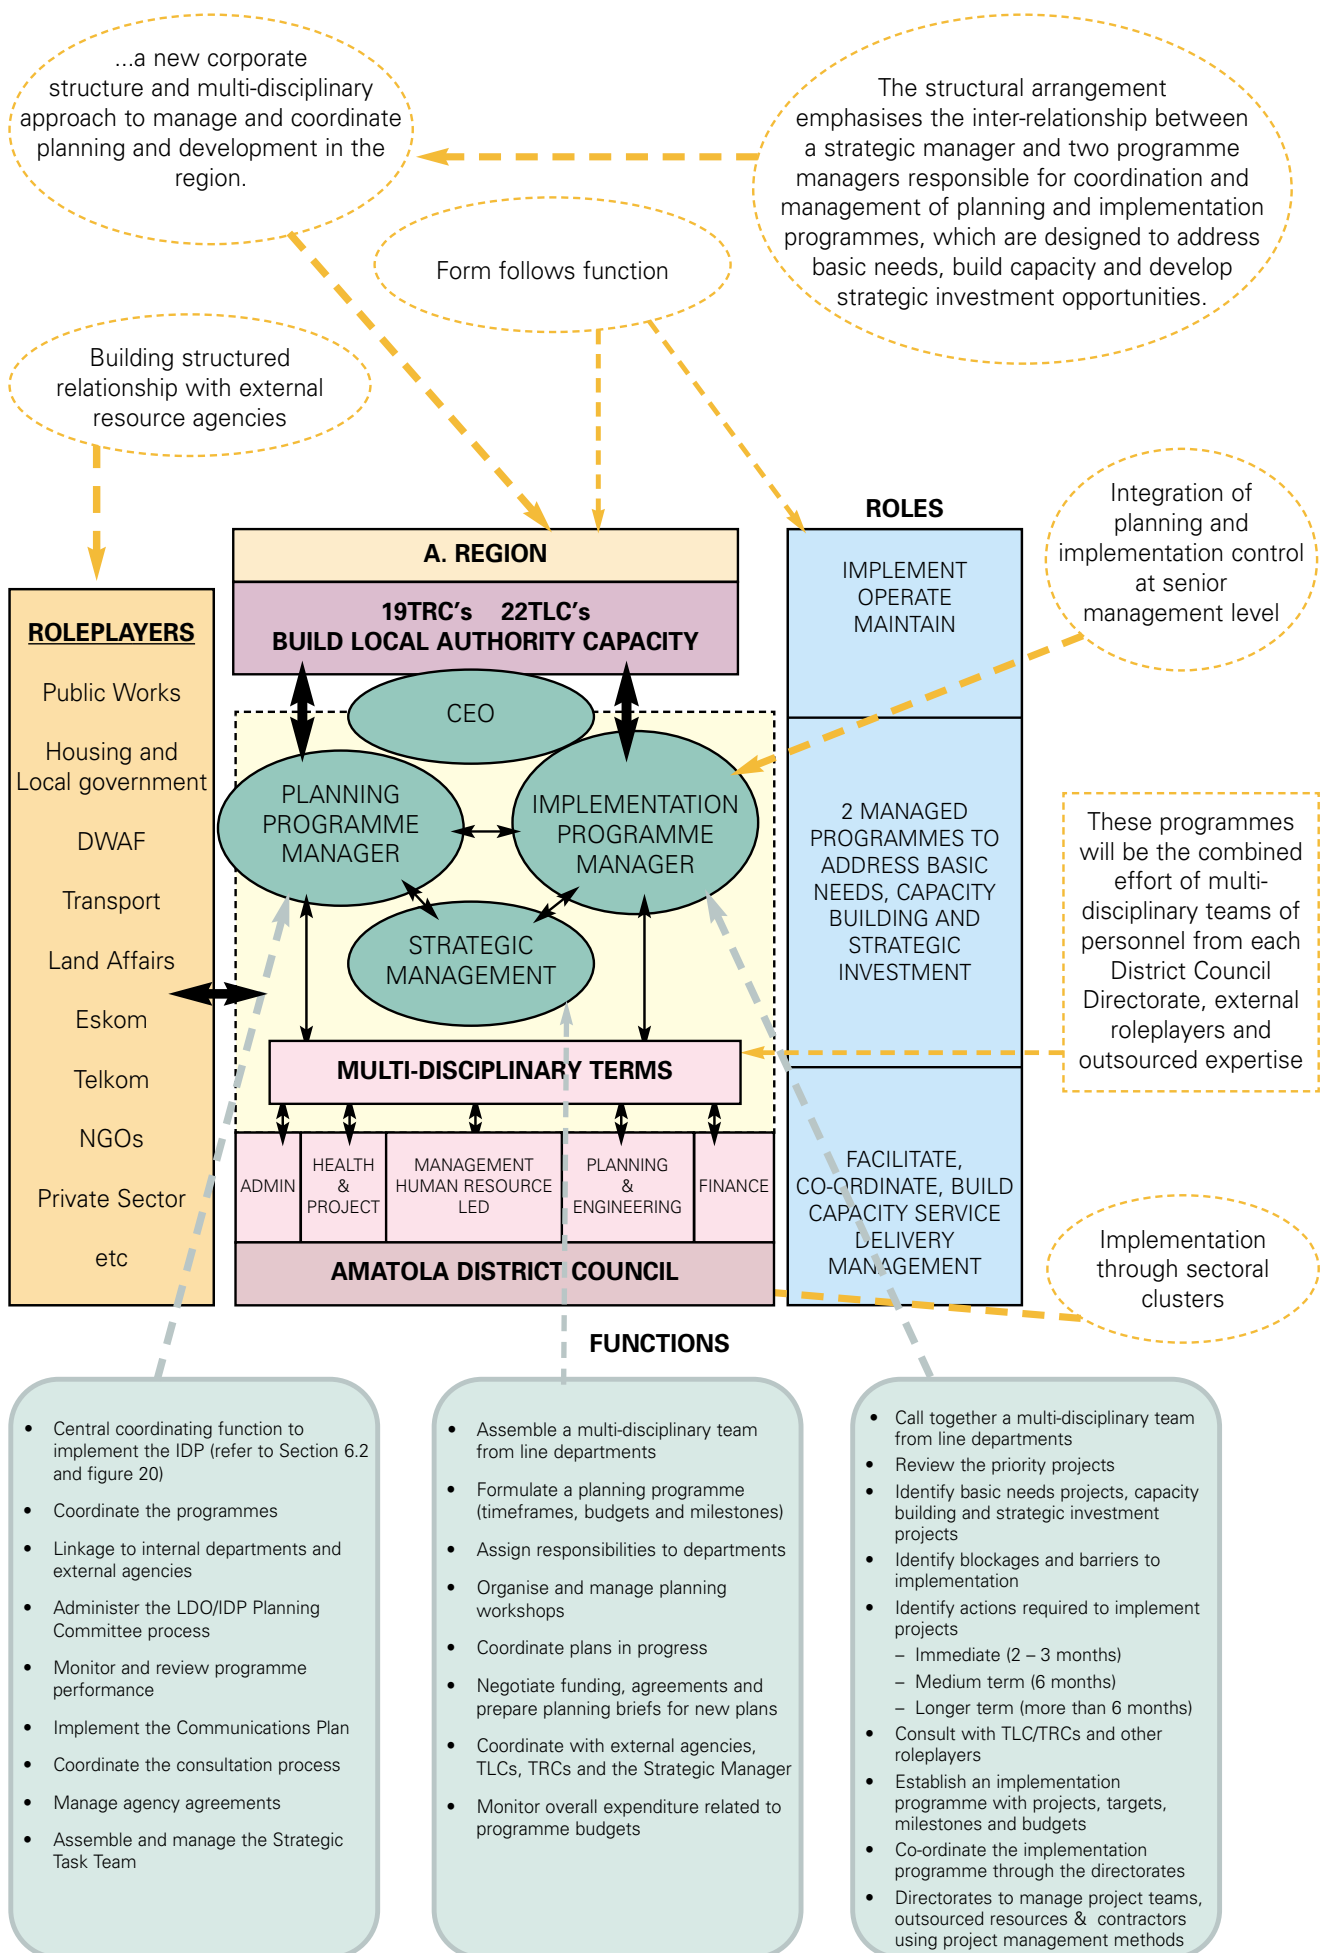 ...a new corporate
structure and multi-disciplinary
approach to manage and coordinate
planning and development in the
region.
The structural arrangement
emphasises the inter-relationship between
a strategic manager and two programme
managers responsible for coordination and
management of planning and implementation
programmes, which are designed to address
basic needs, build capacity and develop
strategic investment opportunities.
Form follows function
Building structured
relationship with external
resource agencies
Integration of
planning and
implementation control
at senior
management level
ROLES
A. REGION
19TRC's 22TLC's
BUILD LOCAL AUTHORITY CAPACITY
ROLEPLAYERS
Public Works
Housing and
Local government
DWAF
Transport
Land Affairs
Eskom
Telkom
NGOs
Private Sector
etc
CEO
PLANNING
PROGRAMME
MANAGER
IMPLEMENTATION
PROGRAMME
MANAGER
STRATEGIC
MANAGEMENT
MULTI-DISCIPLINARY TERMS
ADMIN
HEALTH
&
PROJECT
MANAGEMENT
HUMAN RESOURCE
LED
PLANNING
&
ENGINEERING
FINANCE
AMATOLA DISTRICT COUNCIL
IMPLEMENT
OPERATE
MAINTAIN
2 MANAGED
PROGRAMMES TO
ADDRESS BASIC
NEEDS, CAPACITY
BUILDING AND
STRATEGIC
INVESTMENT
FACILITATE,
CO-ORDINATE, BUILD
CAPACITY SERVICE
DELIVERY
MANAGEMENT
These programmes
will be the combined
effort of multi-
disciplinary teams of
personnel from each
District Council
Directorate, external
roleplayers and
outsourced expertise
Implementation
through sectoral
clusters
FUNCTIONS
• Central coordinating function to
implement the IDP (refer to Section 6.2
and figure 20)
• Coordinate the programmes
• Linkage to internal departments and
external agencies
• Administer the LDO/IDP Planning
Committee process
• Monitor and review programme
performance
• Implement the Communications Plan
• Coordinate the consultation process
• Manage agency agreements
• Assemble and manage the Strategic
Task Team
• Assemble a multi-disciplinary team
from line departments
• Formulate a planning programme
(timeframes, budgets and milestones)
• Assign responsibilities to departments
• Organise and manage planning
workshops
• Coordinate plans in progress
• Negotiate funding, agreements and
prepare planning briefs for new plans
• Coordinate with external agencies,
TLCs, TRCs and the Strategic Manager
• Monitor overall expenditure related to
programme budgets
• Call together a multi-disciplinary team
from line departments
• Review the priority projects
• Identify basic needs projects, capacity
building and strategic investment
projects
• Identify blockages and barriers to
implementation
• Identify actions required to implement
projects
– Immediate (2 – 3 months)
– Medium term (6 months)
– Longer term (more than 6 months)
• Consult with TLC/TRCs and other
roleplayers
• Establish an implementation
programme with projects, targets,
milestones and budgets
• Co-ordinate the implementation
programme through the directorates
• Directorates to manage project teams,
outsourced resources & contractors
using project management methods